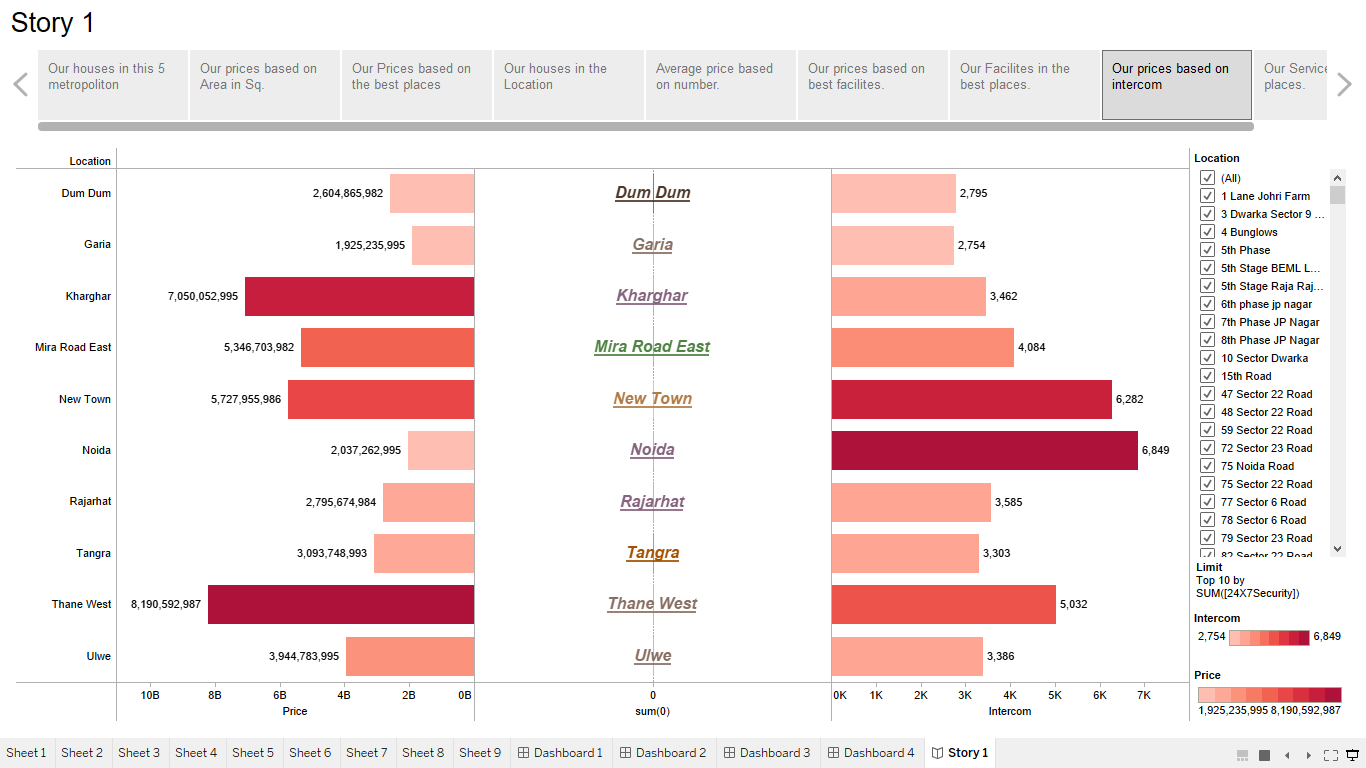 Story 1
Our houses in this 5
metropoliton
Our prices based on
Area in Sq.
Our Prices based on
the best places
Our houses in the
Location
Average price based
on number.
Our prices based on
best facilites.
Our Facilites in the
best places.
Our prices based on
intercom
Our Service
places.
Location
Dum Dum 2,604,865,982 Dum Dum 2,795
Garia 1,925,235,995 Garia 2,754
Kharghar 7,050,052,995 Kharghar 3,462
Mira Road East 5,346,703,982 Mira Road East 4,084
New Town 5,727,955,986 New Town 6,282
Noida 2,037,262,995 Noida 6,849
Rajarhat 2,795,674,984 Rajarhat 3,585
Tangra 3,093,748,993 Tangra 3,303
Thane West 8,190,592,987 Thane West 5,032
Ulwe 3,944,783,995 Ulwe 3,386
10B 8B 6B 4B 2B 0B 0 0K 1K 2K 3K 4K 5K 6K 7K
Price sum(0) Intercom
Location
(All)
1 Lane Johri Farm
3 Dwarka Sector 9 ...
4 Bunglows
5th Phase
5th Stage BEML L...
5th Stage Raja Raj...
6th phase jp nagar
7th Phase JP Nagar
8th Phase JP Nagar
10 Sector Dwarka
15th Road
47 Sector 22 Road
48 Sector 22 Road
59 Sector 22 Road
72 Sector 23 Road
75 Noida Road
75 Sector 22 Road
77 Sector 6 Road
78 Sector 6 Road
79 Sector 23 Road
82 Sector 22 Road
Limit
Top 10 by
SUM([24X7Security])
Intercom
2,754 6,849
Price
1,925,235,995 8,190,592,987
Sheet 1 Sheet 2 Sheet 3 Sheet 4 Sheet 5 Sheet 6 Sheet 7 Sheet 8 Sheet 9 Dashboard 1 Dashboard 2 Dashboard 3 Dashboard 4 Story 1